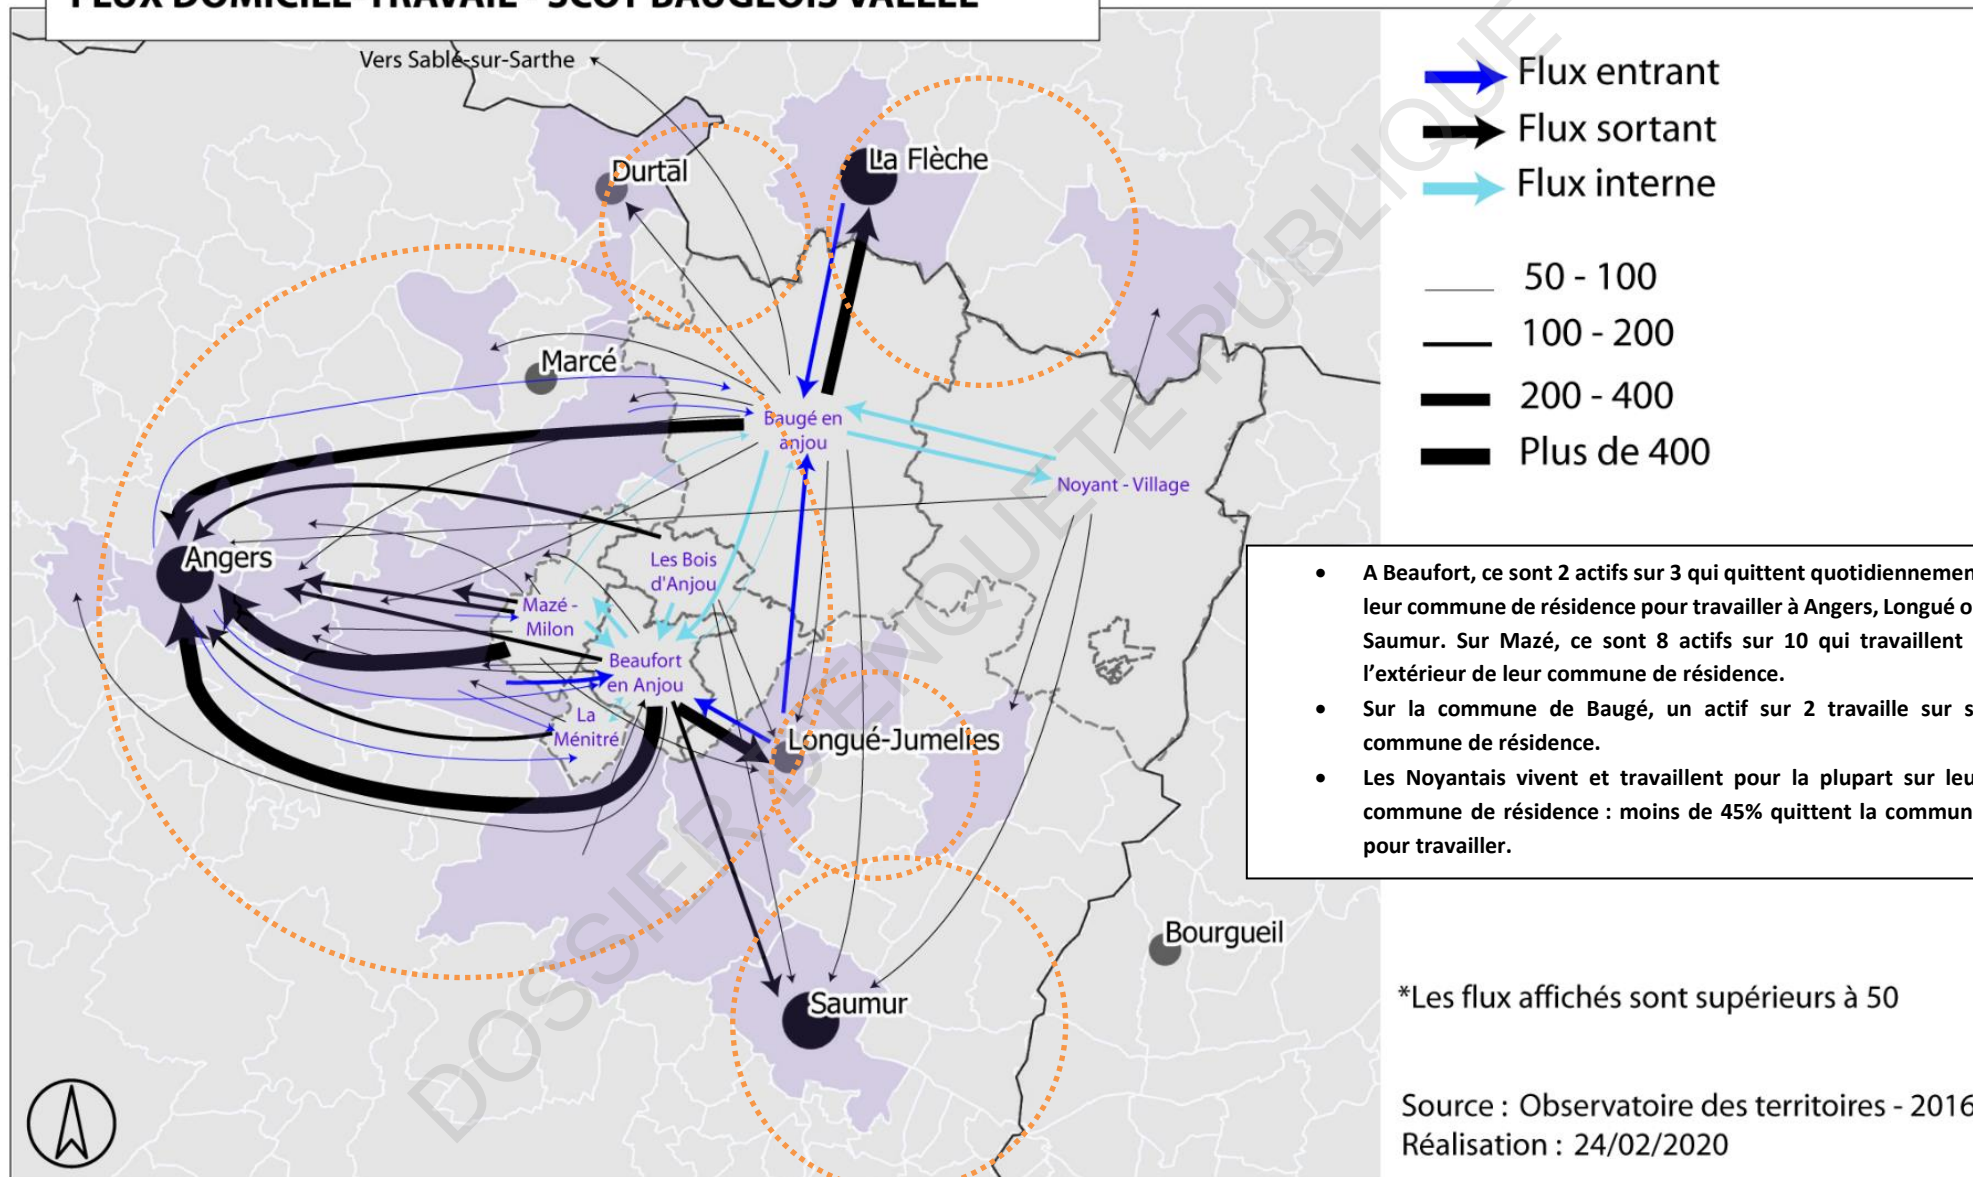 FLUX DOMICILE-TRAVAIL - SCOT BAUGEOIS VALLEE
Vers Sablé-sur-Sarthe
Durtal
La Flèche
Marcé
Baugé en
anjou
Noyant - Village
Angers
Les Bois
d'Anjou
Mazé -
Milon
Beaufort
en Anjou
La
Ménitré
Longué-Jumelles
Saumur
Bourgueil
Flux entrant
Flux sortant
Flux interne
50 - 100
100 - 200
200 - 400
Plus de 400
• A Beaufort, ce sont 2 actifs sur 3 qui quittent quotidiennemen
leur commune de résidence pour travailler à Angers, Longué o
Saumur. Sur Mazé, ce sont 8 actifs sur 10 qui travaillent
l’extérieur de leur commune de résidence.
• Sur la commune de Baugé, un actif sur 2 travaille sur s
commune de résidence.
• Les Noyantais vivent et travaillent pour la plupart sur leu
commune de résidence : moins de 45% quittent la commun
pour travailler.
*Les flux affichés sont supérieurs à 50
Source : Observatoire des territoires - 2016
Réalisation : 24/02/2020
DOSSIER D'ENQUETE PUBLIQUE